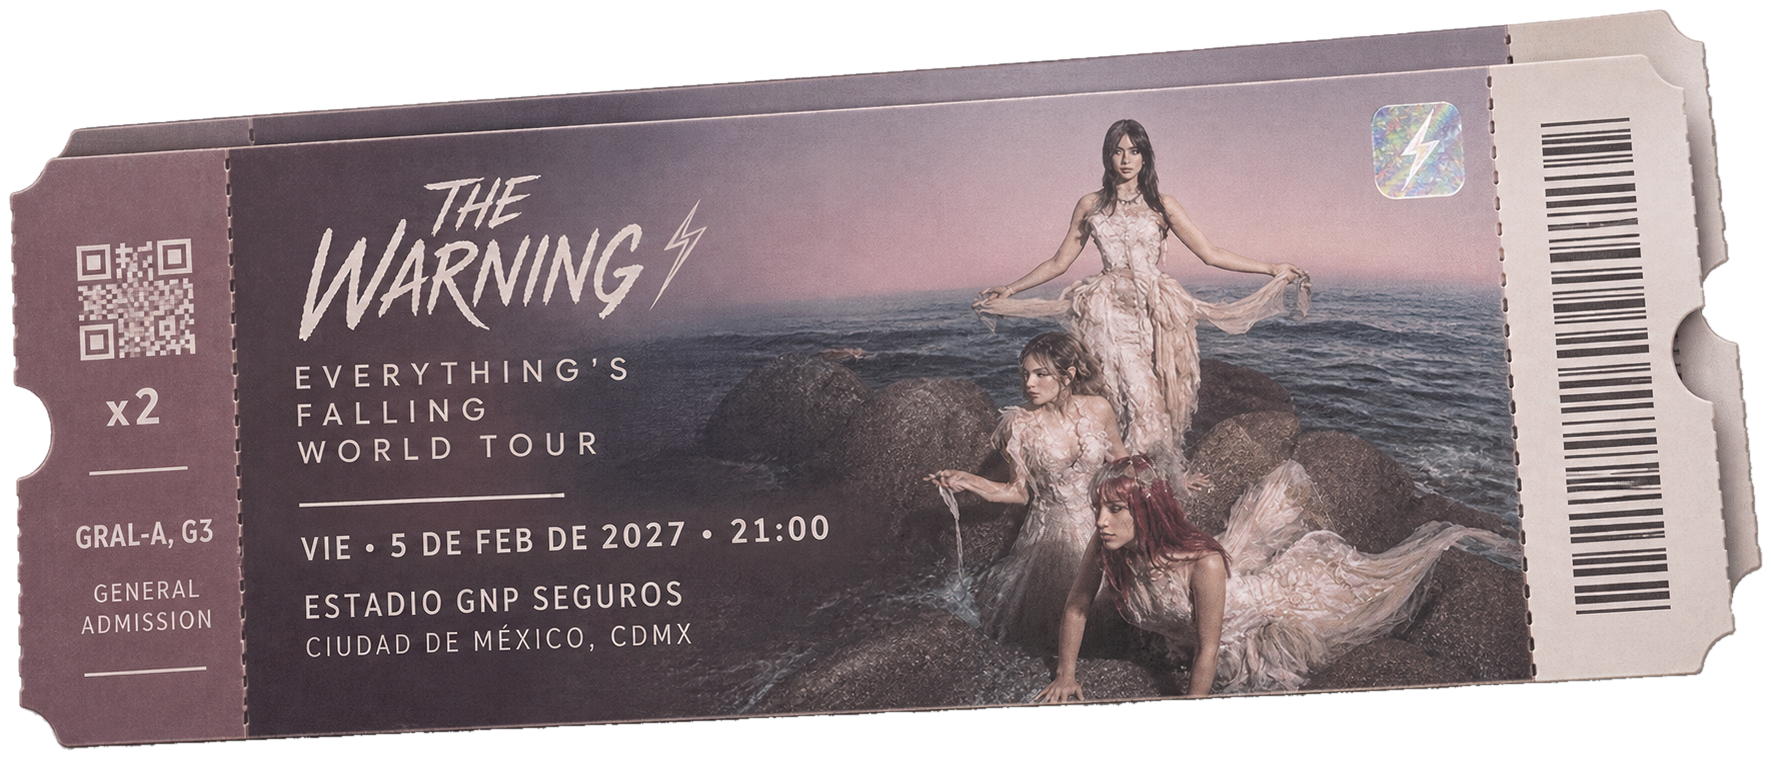 THE
WARNING
EVERYTHING'S
FALLING
WORLD TOUR
VIE • 5 DE FEB DE 2027 • 21:00
ESTADIO GNP SEGUROS
CIUDAD DE MÉXICO, CDMX
x2
GRAL-A, G3
GENERAL
ADMISSION